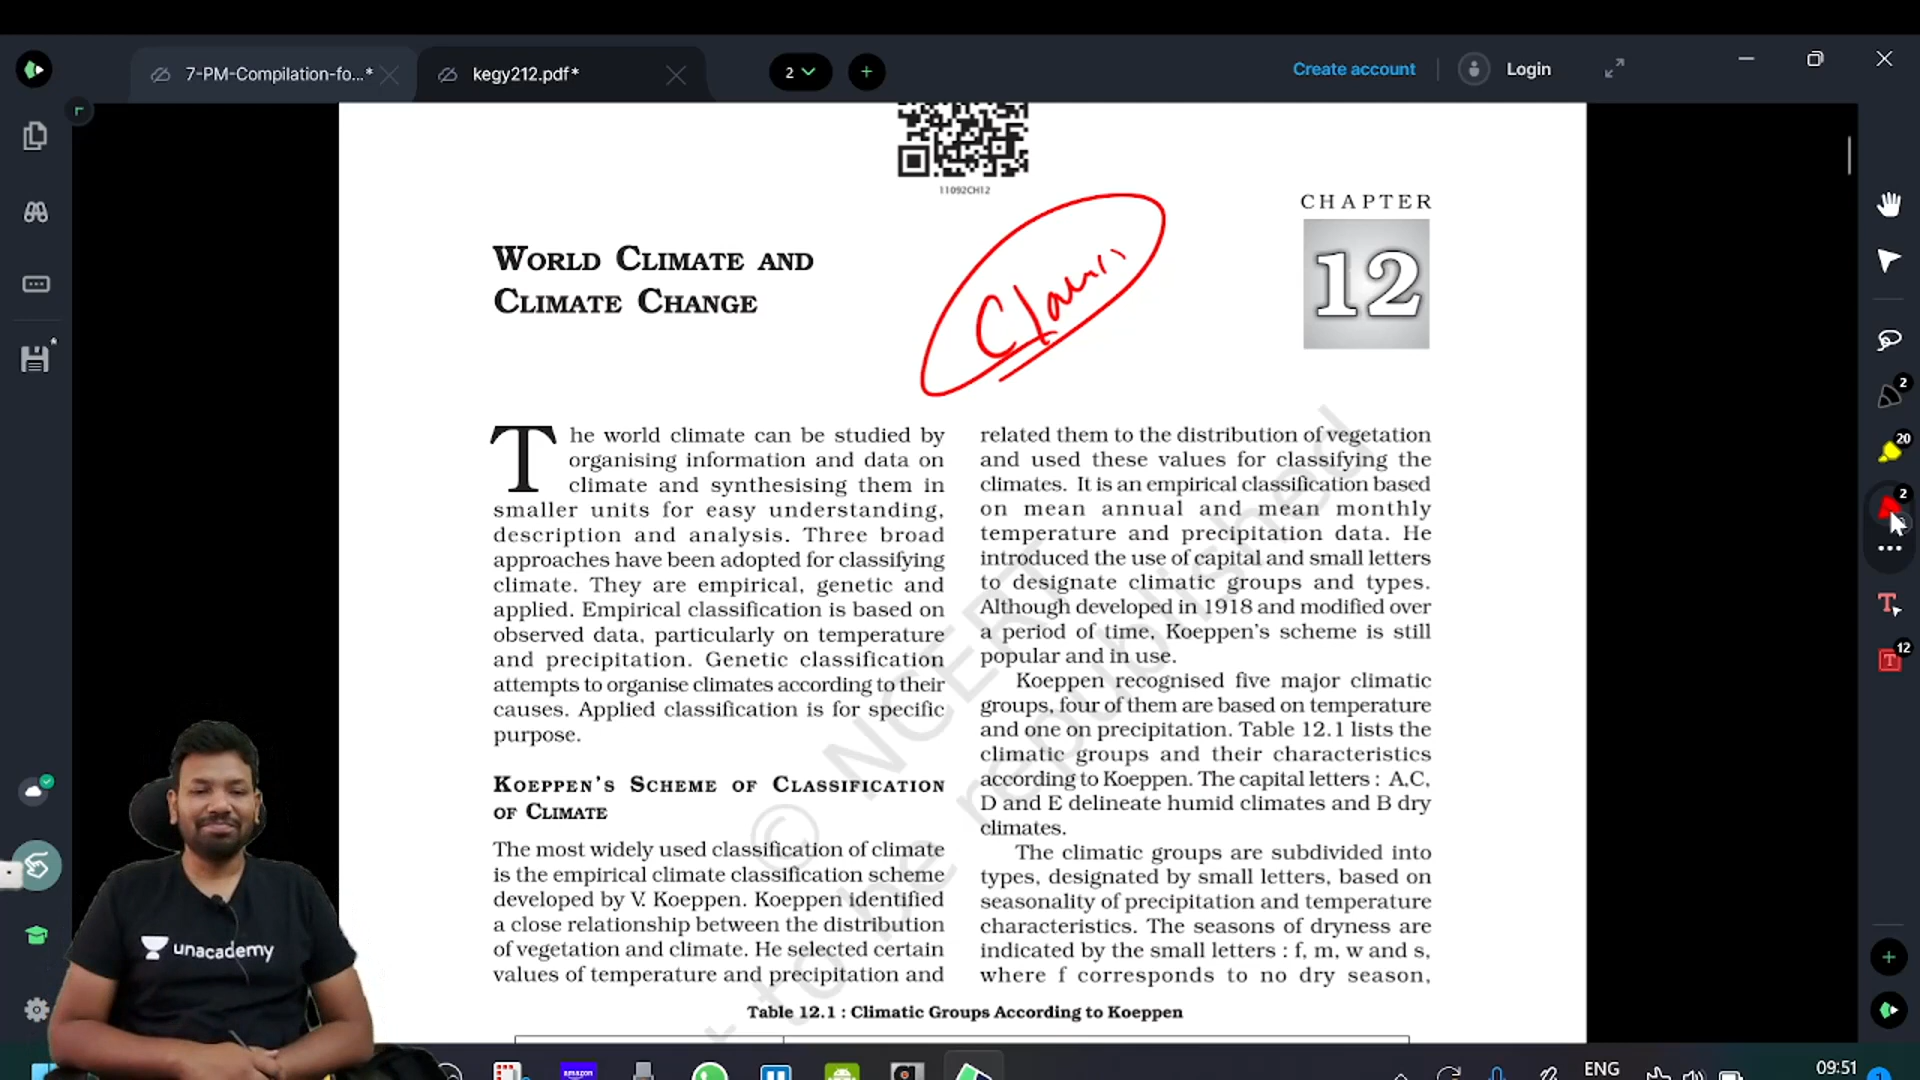 7-PM-Compilation-fo...*
kegy212.pdf*
2
Create account
Login
11092CH12
CHAPTER
12
WORLD CLIMATE AND
CLIMATE CHANGE
The world climate can be studied by
organising information and data on
climate and synthesising them in
smaller units for easy understanding,
description and analysis. Three broad
approaches have been adopted for classifying
climate. They are empirical, genetic and
applied. Empirical classification is based on
observed data, particularly on temperature
and precipitation. Genetic classification
attempts to organise climates according to their
causes. Applied classification is for specific
purpose.
KOEPPEN'S SCHEME OF CLASSIFICATION
OF CLIMATE
The most widely used classification of climate
is the empirical climate classification scheme
developed by V. Koeppen. Koeppen identified
a close relationship between the distribution
of vegetation and climate. He selected certain
values of temperature and precipitation and
related them to the distribution of vegetation
and used these values for classifying the
climates. It is an empirical classification based
on mean annual and mean monthly
temperature and precipitation data. He
introduced the use of capital and small letters
to designate climatic groups and types.
Although developed in 1918 and modified over
a period of time, Koeppen's scheme is still
popular and in use.
Koeppen recognised five major climatic
groups, four of them are based on temperature
and one on precipitation. Table 12.1 lists the
climatic groups and their characteristics
according to Koeppen. The capital letters : A,C,
D and E delineate humid climates and B dry
climates.
The climatic groups are subdivided into
types, designated by small letters, based on
seasonality of precipitation and temperature
characteristics. The seasons of dryness are
indicated by the small letters : f, m, w and s,
where f corresponds to no dry season,
Table 12.1 : Climatic Groups According to Koeppen
© NCERT
to be republished
unacademy
2
20
2
T
12
amazon
ENG
09:51
1